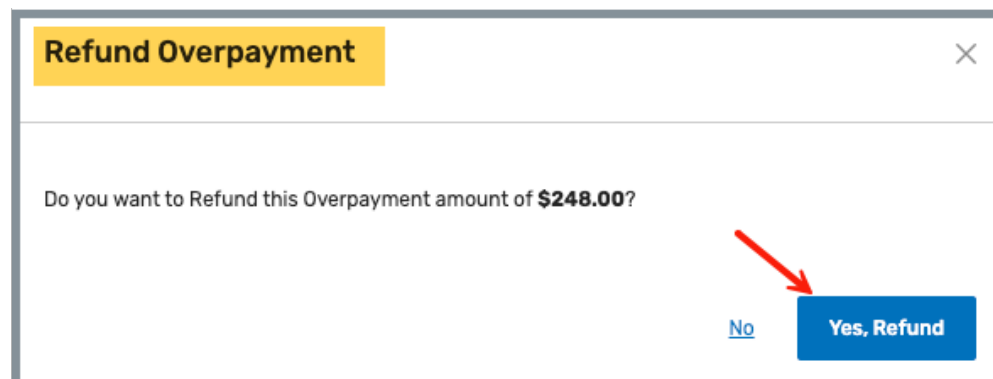 Refund Overpayment
Do you want to Refund this Overpayment amount of $248.00?
No
Yes, Refund